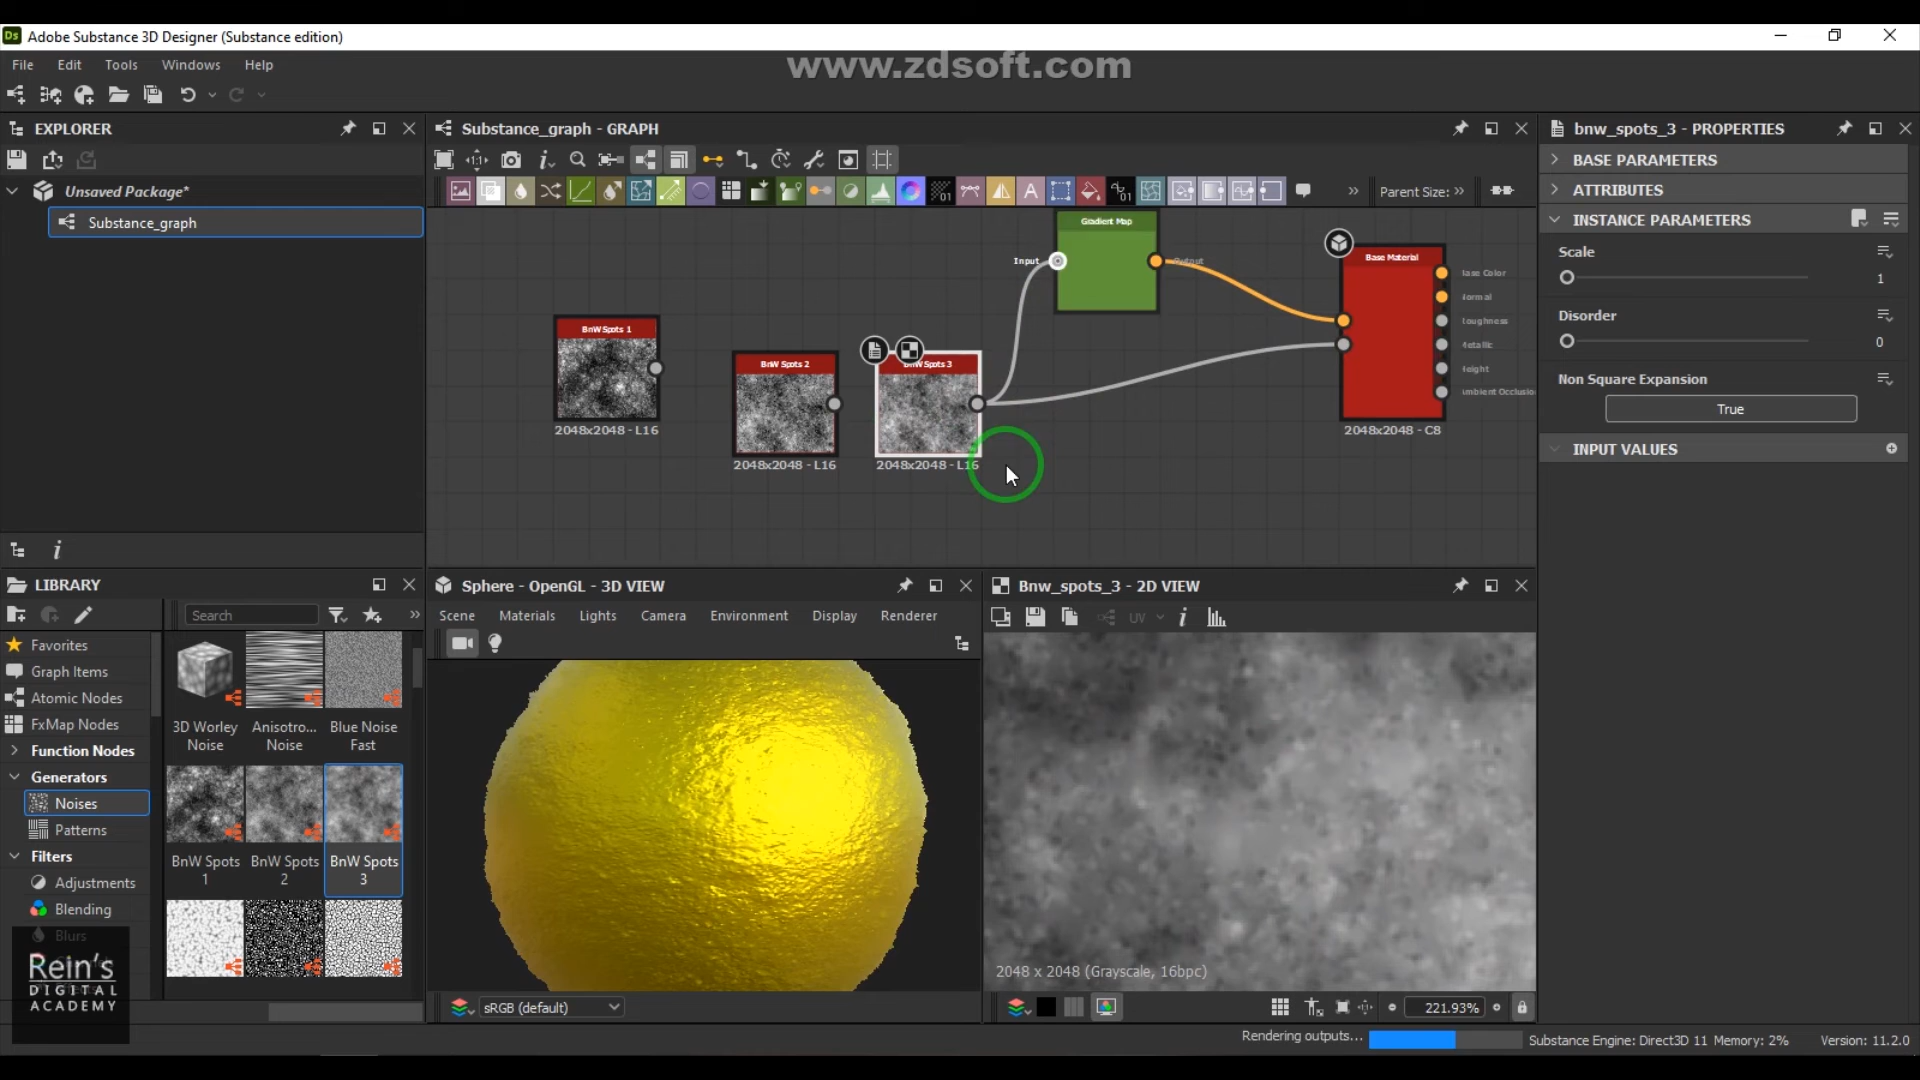 Adobe Substance 3D Designer (Substance edition)
File Edit Tools Windows Help
www.zdsoft.com
EXPLORER
Unsaved Package*
Substance_graph
Substance_graph - GRAPH
Parent Size: »
Gradient Map
Input
Output
Base Material
Normal
Metallic
2048x2048 - C8
BnW Spots 1
2048x2048 - L16
BnW Spots 2
2048x2048 - L16
Spots 3
2048x2048 - L16
bnw_spots_3 - PROPERTIES
BASE PARAMETERS
ATTRIBUTES
INSTANCE PARAMETERS
Scale
1
Disorder
0
Non Square Expansion
True
INPUT VALUES
LIBRARY
Search
Favorites
Graph Items
Atomic Nodes
FxMap Nodes
Function Nodes
Generators
Noises
Patterns
Filters
Adjustments
Blending
Blurs
3D Worley Noise
Anisotro... Noise
Blue Noise Fast
BnW Spots 1
BnW Spots 2
BnW Spots 3
Rein's
DIGITAL
ACADEMY
Sphere - OpenGL - 3D VIEW
Scene Materials Lights Camera Environment Display Renderer
sRGB (default)
Bnw_spots_3 - 2D VIEW
UV
2048 x 2048 (Grayscale, 16bpc)
221.93%
Rendering outputs...
Substance Engine: Direct3D 11 Memory: 2%
Version: 11.2.0